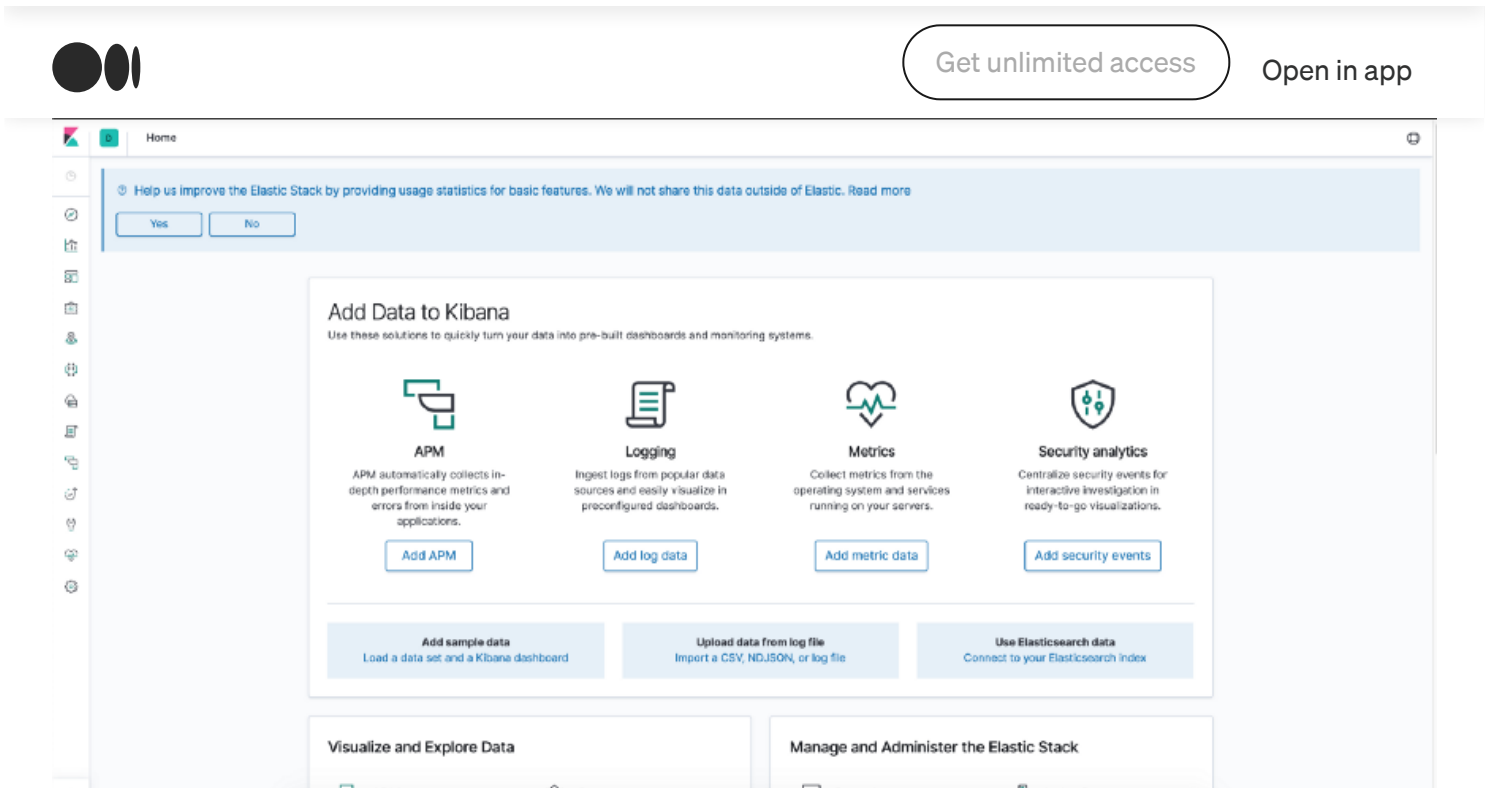 Get unlimited access
Open in app
D
Home
Help us improve the Elastic Stack by providing usage statistics for basic features. We will not share this data outside of Elastic. Read more
Yes
No
Add Data to Kibana
Use these solutions to quickly turn your data into pre-built dashboards and monitoring systems.
APM
APM automatically collects in-
depth performance metrics and
errors from inside your
applications.
Add APM
Logging
Ingest logs from popular data
sources and easily visualize in
preconfigured dashboards.
Add log data
Metrics
Collect metrics from the
operating system and services
running on your servers.
Add metric data
Security analytics
Centralize security events for
interactive investigation in
ready-to-go visualizations.
Add security events
Add sample data
Load a data set and a Kibana dashboard
Upload data from log file
Import a CSV, NDJSON, or log file
Use Elasticsearch data
Connect to your Elasticsearch index
Visualize and Explore Data
Manage and Administer the Elastic Stack